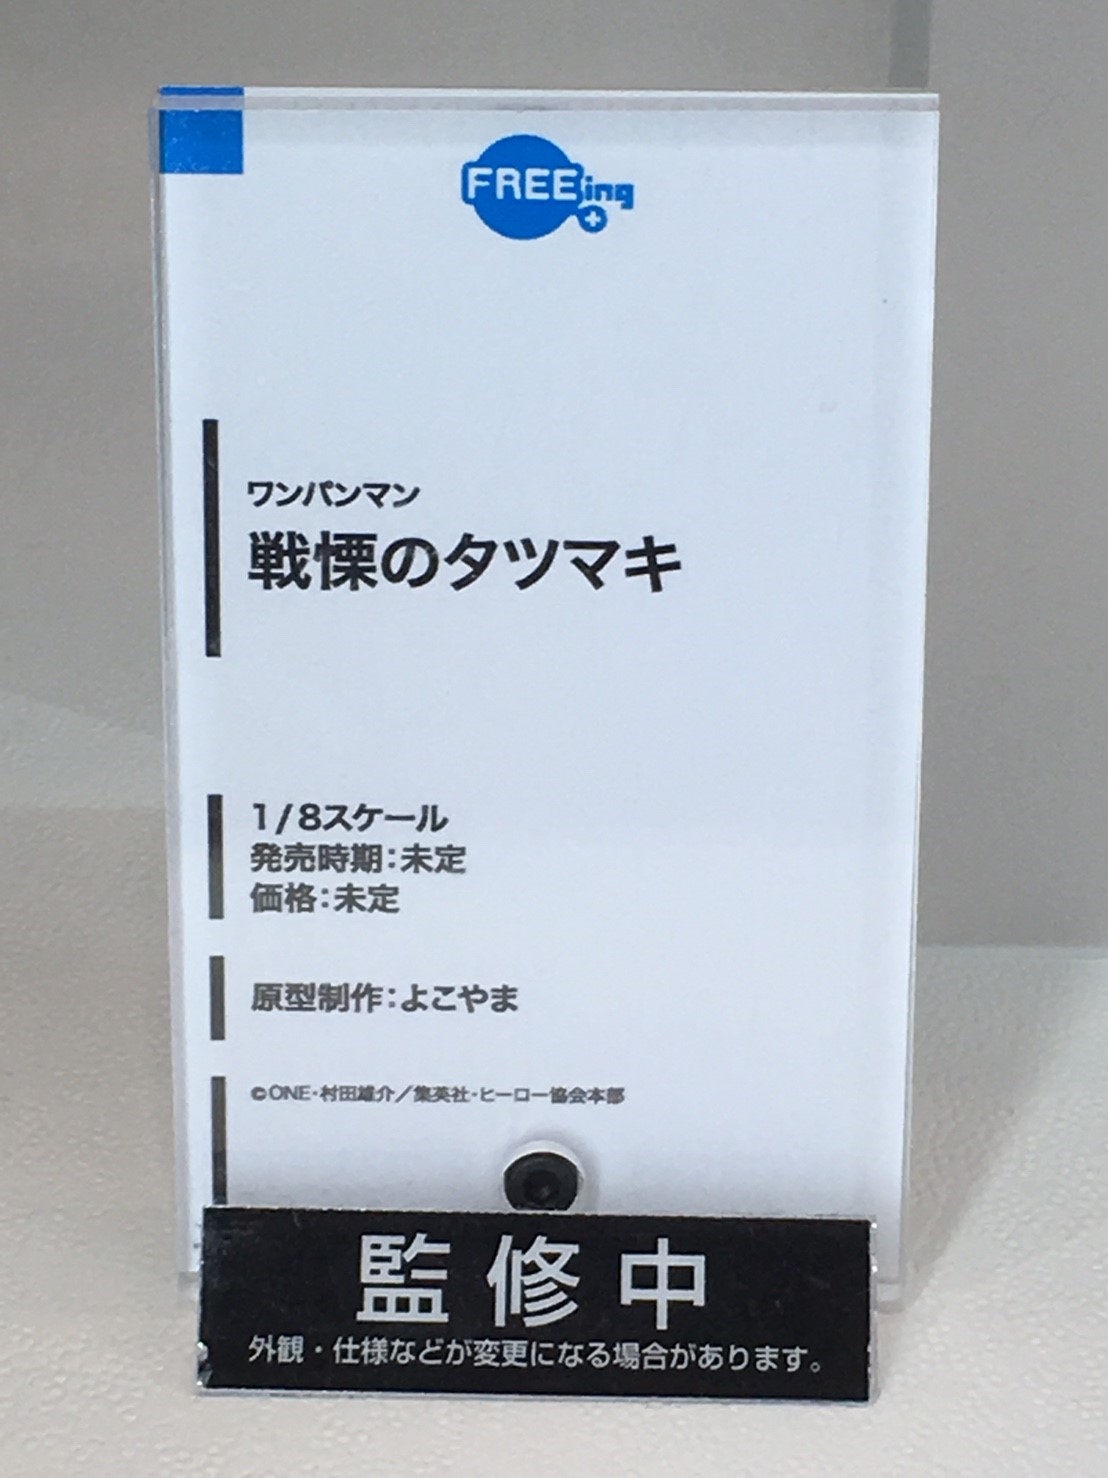 FREEing
ワンパンマン
戦慄のタツマキ
1/8スケール
発売時期：未定
価格：未定
原型制作：よこやま
©ONE・村田雄介／集英社・ヒーロー協会本部
監修中
外観・仕様などが変更になる場合があります。